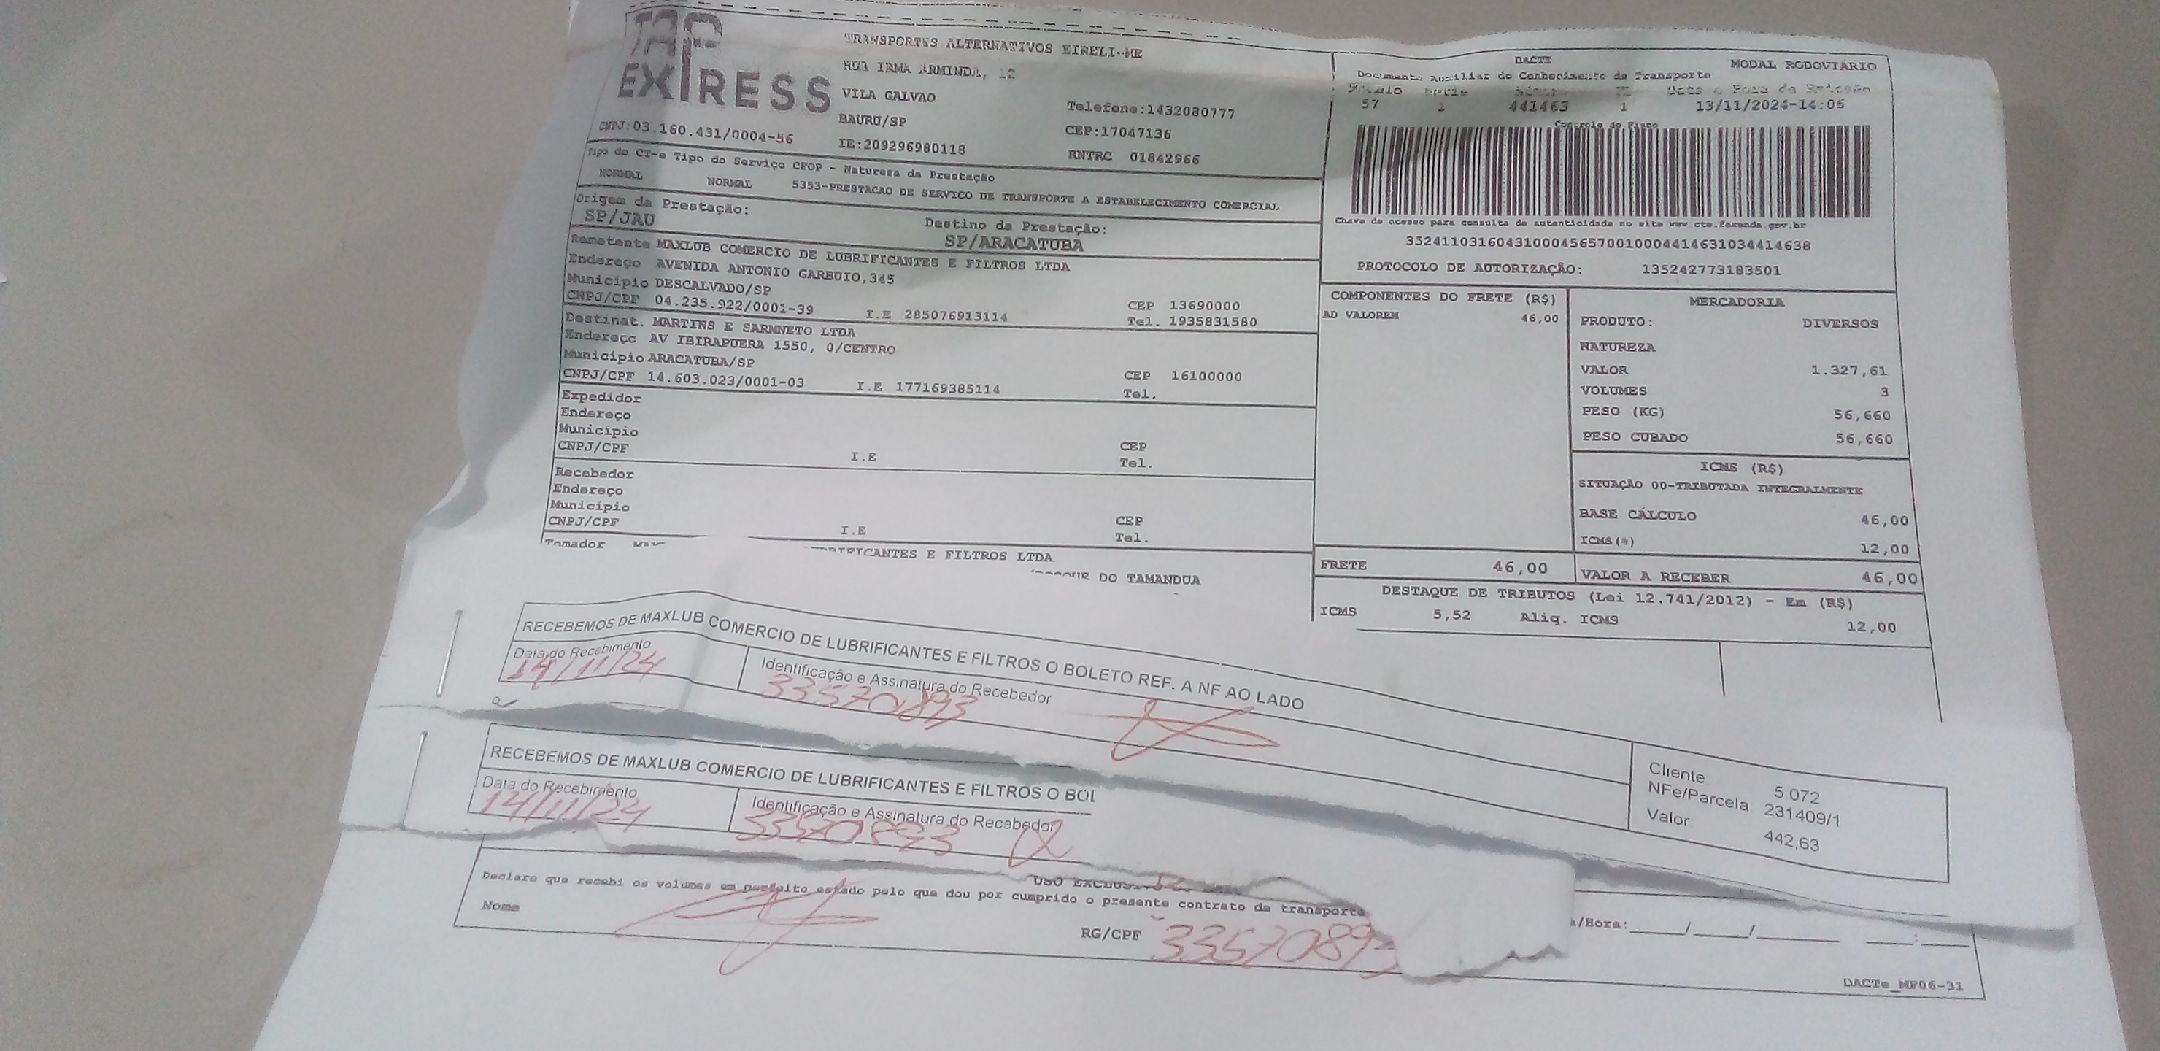 TRANSPORTES ALTERNATIVOS EIRELI-ME
RUA IRMA ARMINDA, 12
VILA GALVAO
Telefone:1432080777
BAURU/SP
CEP:17047136
CNPJ:03.160.431/0004-56
IE:209296980118
RNTRC 01842966
Tipo do CT-e Tipo do Serviço CFOP - Natureza da Prestação
NORMAL NORMAL 5353-PRESTACAO DE SERVICO DE TRANSPORTE A ESTABELECIMENTO COMERCIAL
Origem da Prestação:
SP/JAU
Destino da Prestação:
SP/ARACATUBA
Remetente MAXLUB COMERCIO DE LUBRIFICANTES E FILTROS LTDA
Endereço AVENIDA ANTONIO GARBUIO,345
Município DESCALVADO/SP
CEP 13690000
CNPJ/CPF 04.235.922/0001-39 I.E 285076913114 Tel. 1935831580
Destinat. MARTINS E SARNNETO LTDA
Endereço AV IBIRAPUERA 1550, 0/CENTRO
Município ARACATUBA/SP
CEP 16100000
CNPJ/CPF 14.603.023/0001-03 I.E 177169385114 Tel.
Expedidor
Endereço
Município
CEP
CNPJ/CPF I.E Tel.
Recebedor
Endereço
Município
CEP
CNPJ/CPF I.E Tel.
Tomador
E FILTROS LTDA
DO TAMANDUA
DACTE
MODAL RODOVIÁRIO
Documento Auxiliar do Conhecimento de Transporte
57 1 441463 1 13/11/2024-14:05
Controle do Fisco
Chave de acesso para consulta de autenticidade no site www.cte.fazenda.gov.br
35241103160431000456570010004414631034414638
PROTOCOLO DE AUTORIZAÇÃO: 135242773183501
COMPONENTES DO FRETE (R$)
AD VALOREM 46,00
MERCADORIA
PRODUTO: DIVERSOS
NATUREZA
VALOR 1.327,61
VOLUMES 3
PESO (KG) 56,660
PESO CUBADO 56,660
ICMS (R$)
SITUAÇÃO 00-TRIBUTADA INTEGRALMENTE
BASE CÁLCULO 46,00
ICMS(%) 12,00
FRETE 46,00
VALOR A RECEBER 46,00
DESTAQUE DE TRIBUTOS (Lei 12.741/2012) - Em (R$)
ICMS 5,52 Aliq. ICMS 12,00
RECEBEMOS DE MAXLUB COMERCIO DE LUBRIFICANTES E FILTROS O BOLETO REF. A NF AO LADO
Data do Recebimento
14/11/24
Identificação e Assinatura do Recebedor
33570893
Cliente 5 072
NFe/Parcela 231409/1
Valor 442,63
RECEBEMOS DE MAXLUB COMERCIO DE LUBRIFICANTES E FILTROS O BOL
Data do Recebimento
14/11/24
Identificação e Assinatura do Recebedor
33570893
Declaro que recebi os volumes em perfeito estado pelo que dou por cumprido o presente contrato de transporte
Nome
RG/CPF 33570893
/Hora: ____/____/____ ____:____
DACTe_MF06-31